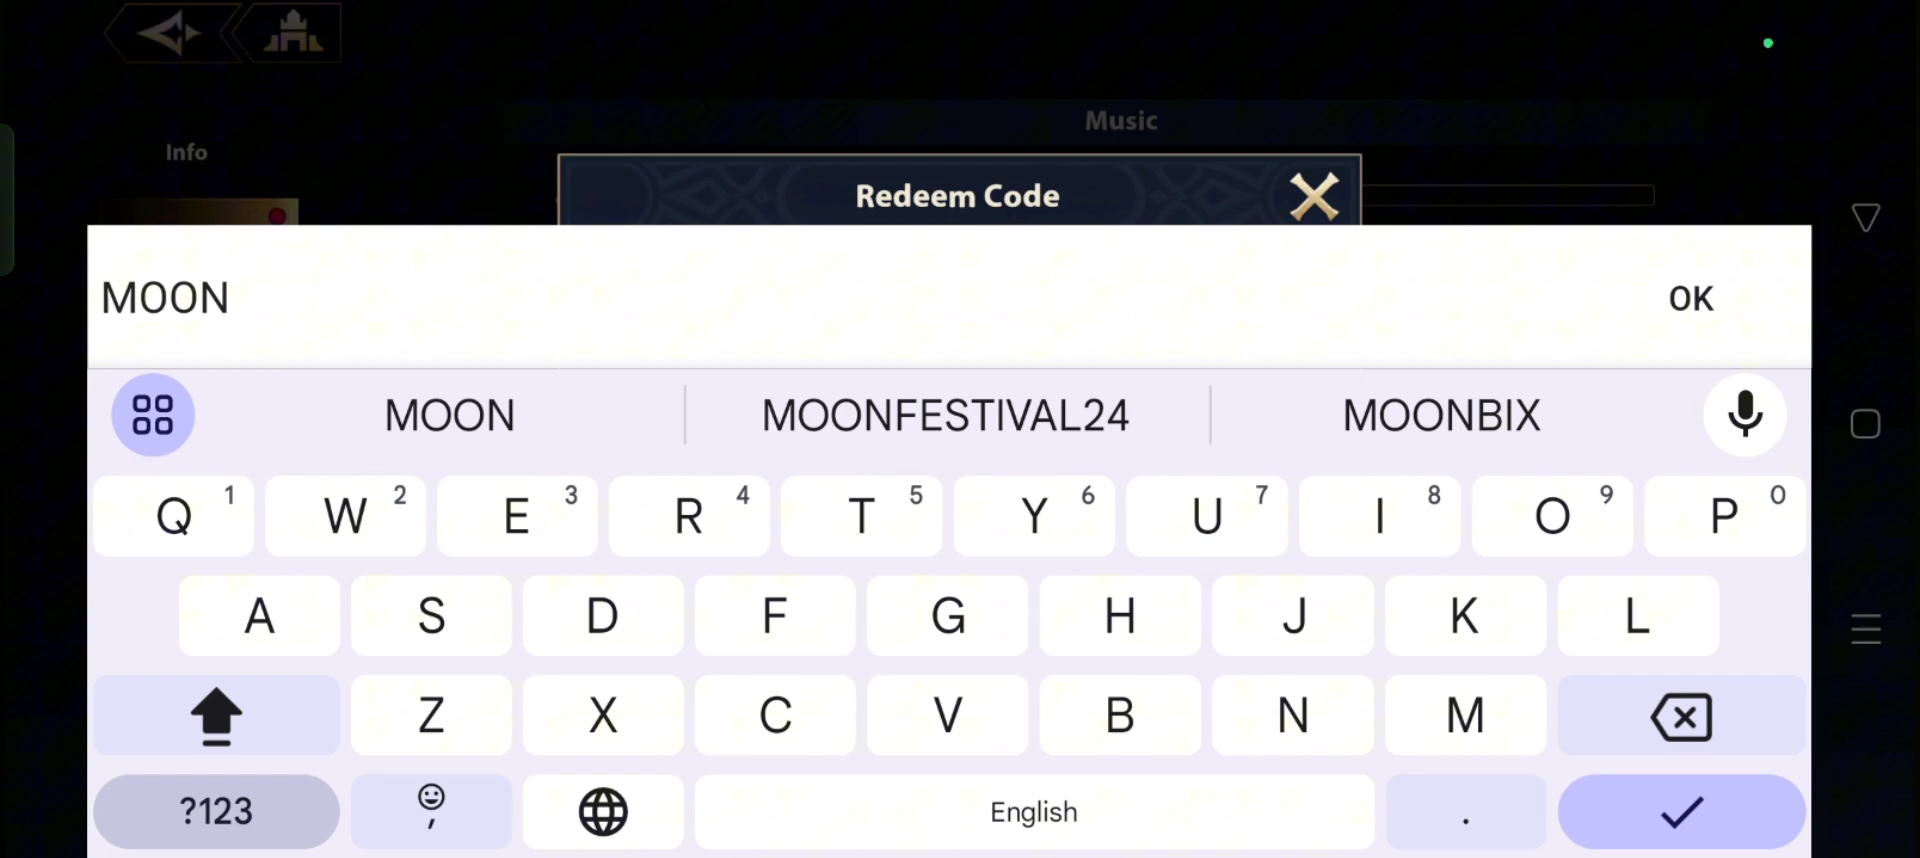 Music
Info
Redeem Code
MOON OK
MOON MOONFESTIVAL24 MOONBIX
Q 1 W 2 E 3 R 4 T 5 Y 6 U 7 I 8 O 9 P 0
A S D F G H J K L
Z X C V B N M
?123 , English .